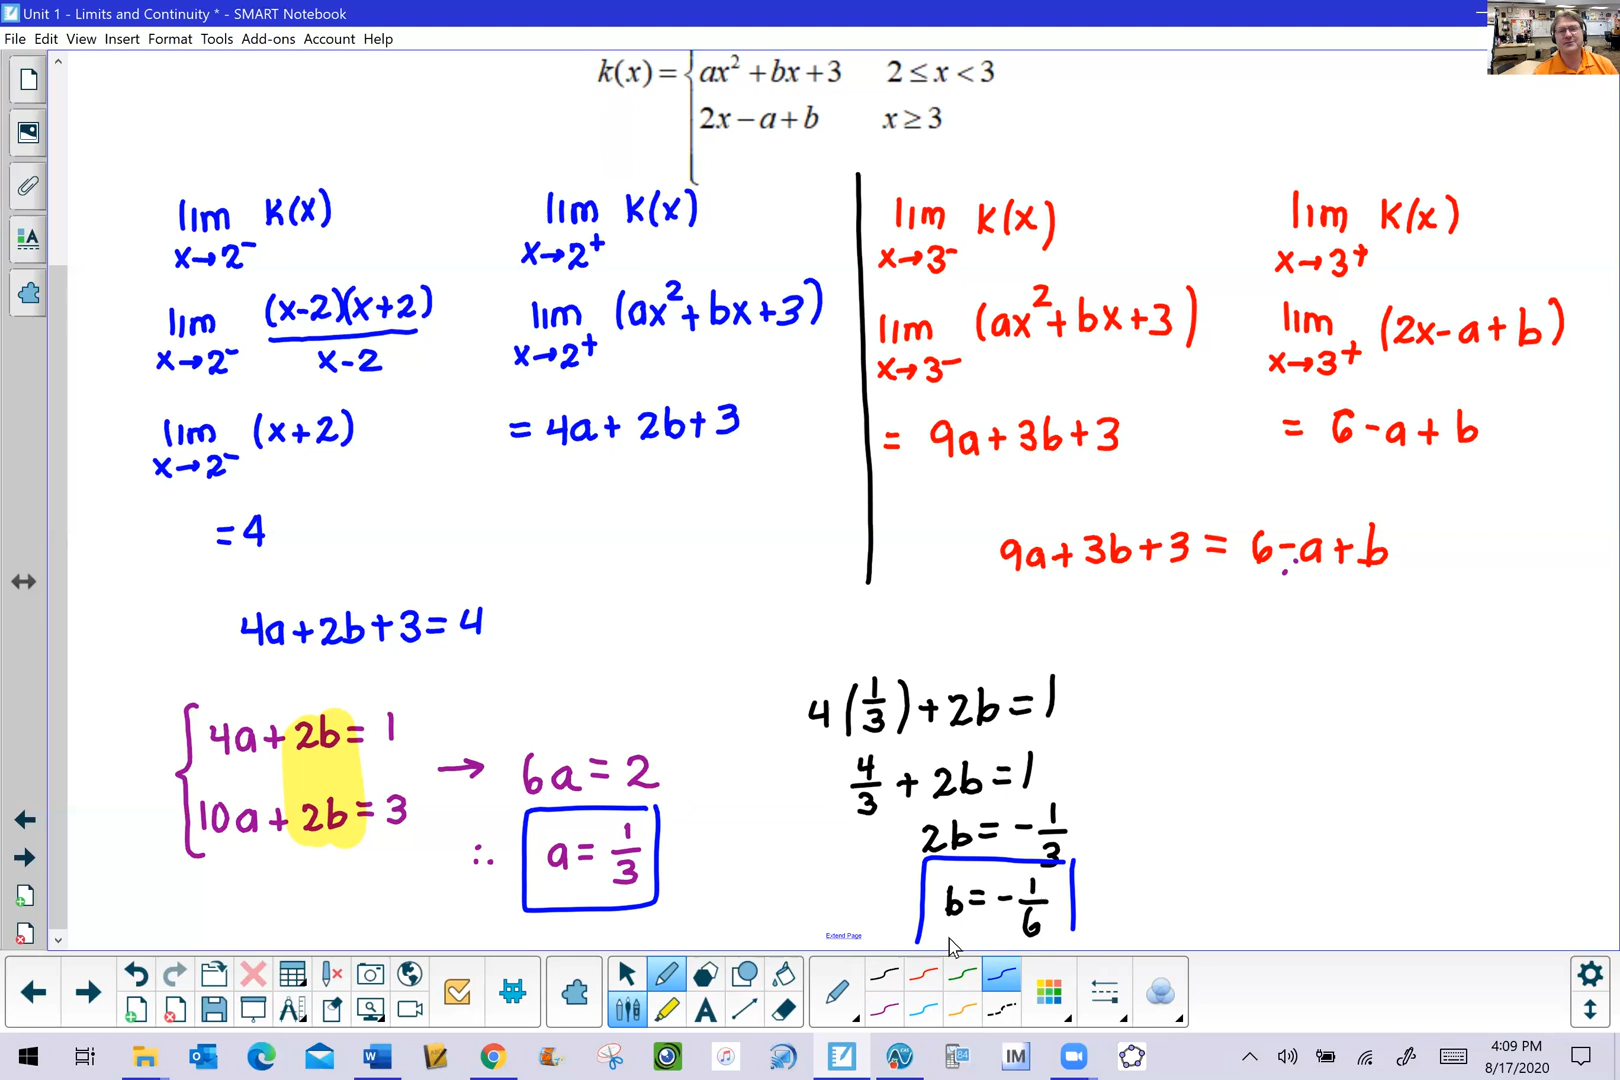 Unit 1 - Limits and Continuity * - SMART Notebook
File Edit View Insert Format Tools Add-ons Account Help
k(x) = { ax² + bx + 3    2 ≤ x < 3
2x − a + b    x ≥ 3
lim x→2⁻ k(x)
lim x→2⁻ (x-2)(x+2) / x-2
lim x→2⁻ (x+2)
= 4
lim x→2⁺ k(x)
lim x→2⁺ (ax²+bx+3)
= 4a + 2b + 3
4a+2b+3=4
lim x→3⁻ k(x)
lim x→3⁻ (ax²+bx+3)
= 9a+3b+3
lim x→3⁺ k(x)
lim x→3⁺ (2x-a+b)
= 6-a+b
9a+3b+3 = 6-a+b
{ 4a+2b=1
10a+2b=3
→ 6a=2
∴ a = 1/3
4(1/3)+2b=1
4/3 + 2b = 1
2b = -1/3
b = -1/6
Extend Page
A
A
84
IM
4:09 PM
8/17/2020